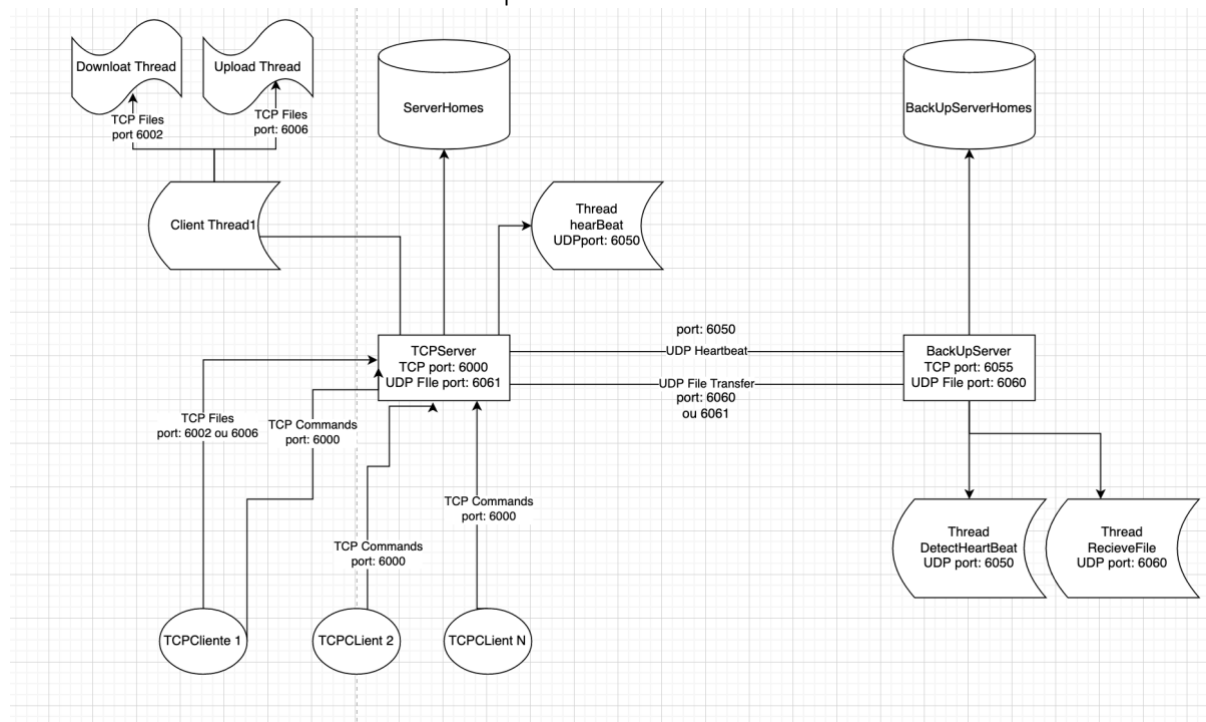 Downloat Thread
Upload Thread
TCP Files
port 6002
TCP Files
port: 6006
ServerHomes
BackUpServerHomes
Client Thread1
Thread
hearBeat
UDPport: 6050
TCPServer
TCP port: 6000
UDP FIle port: 6061
port: 6050
UDP Heartbeat
UDP File Transfer
port: 6060
ou 6061
BackUpServer
TCP port: 6055
UDP File port: 6060
TCP Files
port: 6002 ou 6006
TCP Commands
port: 6000
TCP Commands
port: 6000
TCP Commands
port: 6000
Thread
DetectHeartBeat
UDP port: 6050
Thread
RecieveFile
UDP port: 6060
TCPCliente 1
TCPCLient 2
TCPCLient N